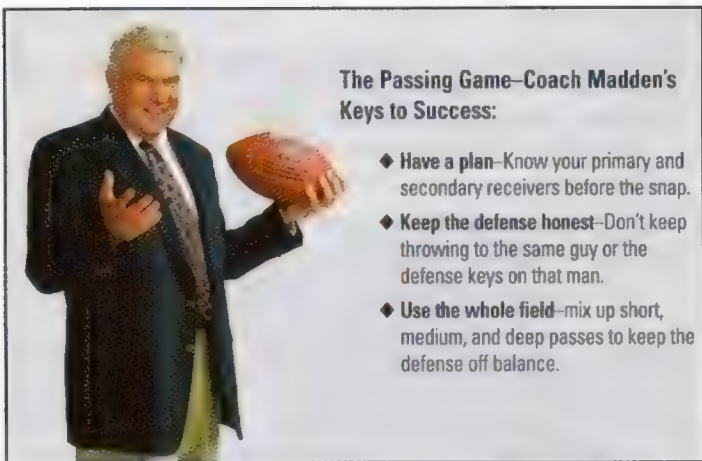 The Passing Game–Coach Madden's
Keys to Success:
◆ Have a plan–Know your primary and
secondary receivers before the snap.
◆ Keep the defense honest–Don't keep
throwing to the same guy or the
defense keys on that man.
◆ Use the whole field–mix up short,
medium, and deep passes to keep the
defense off balance.